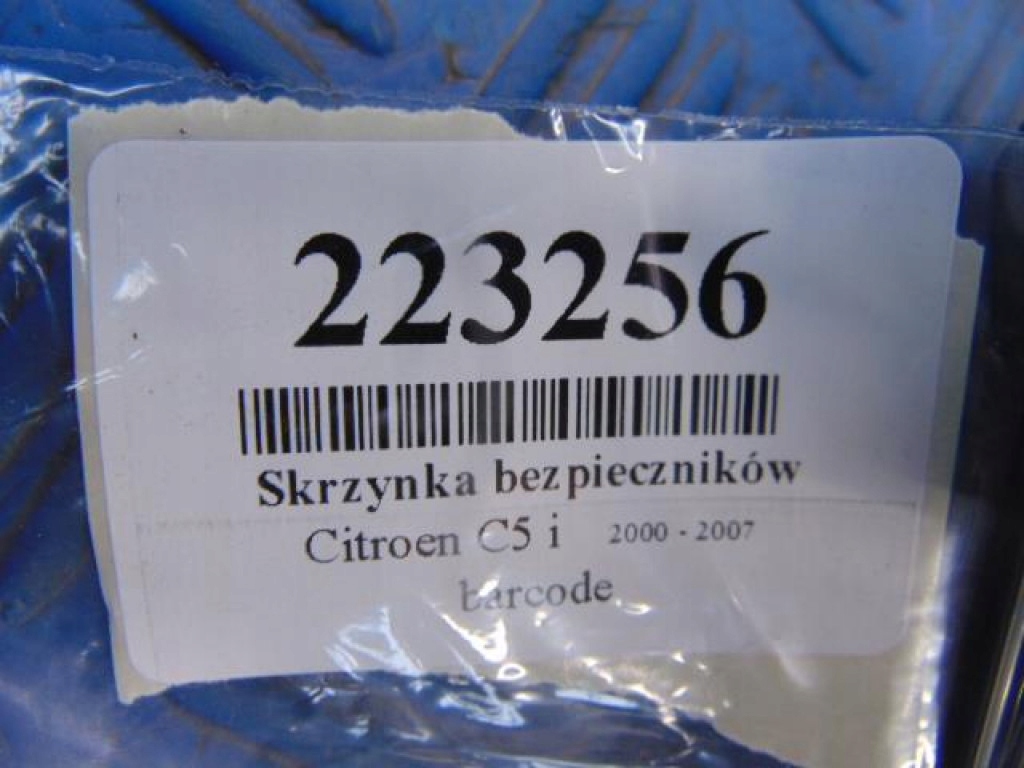 223256
Skrzynka bezpieczników
Citroen C5 i 2000 - 2007
barcode